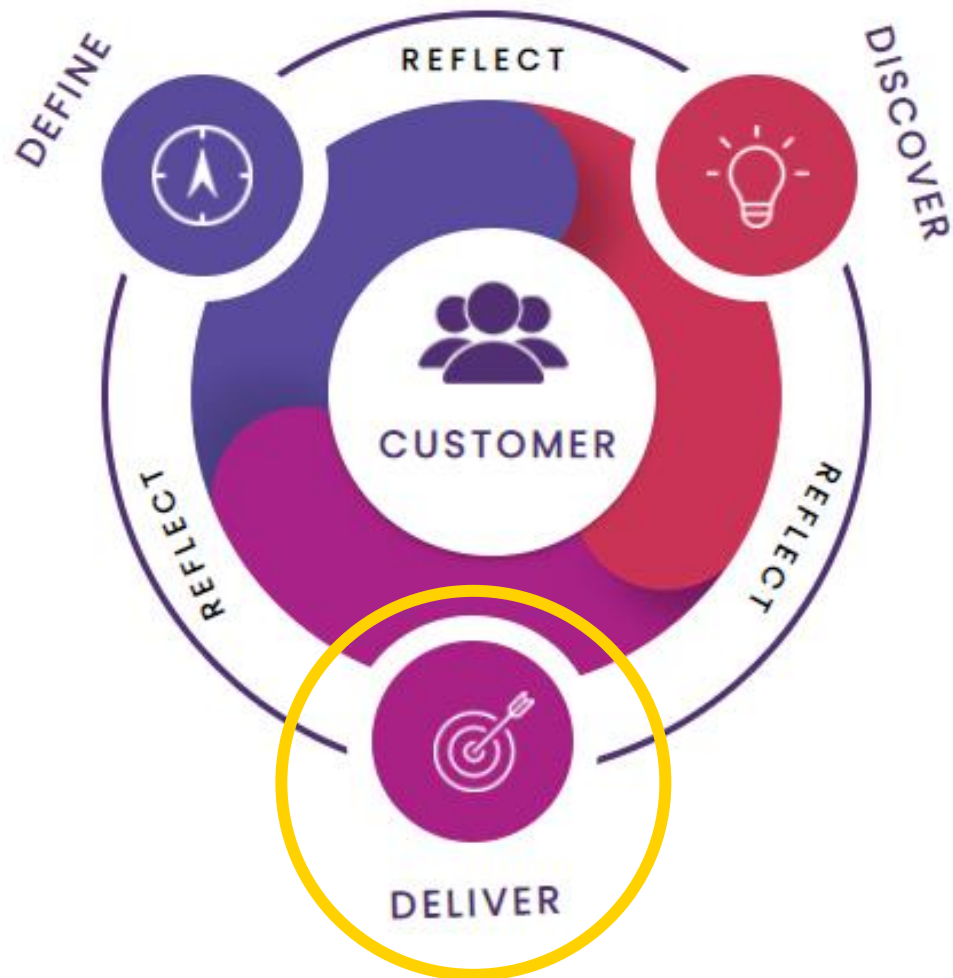 REFLECT
DEFINE
DISCOVER
CUSTOMER
REFLECT
REFLECT
DELIVER